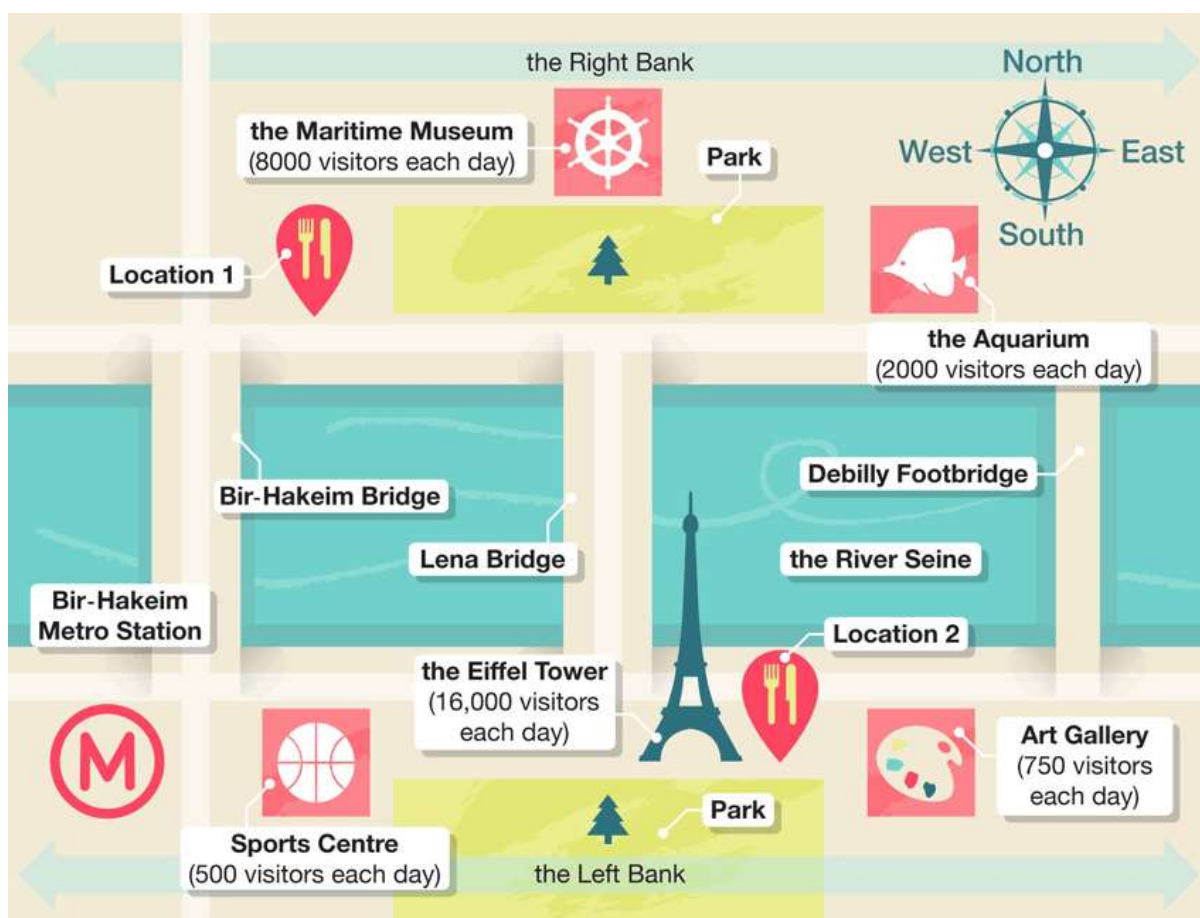 the Right Bank
North
West
East
South
the Maritime Museum
(8000 visitors each day)
Park
Location 1
the Aquarium
(2000 visitors each day)
Bir-Hakeim Bridge
Debilly Footbridge
Lena Bridge
the River Seine
Bir-Hakeim
Metro Station
Location 2
the Eiffel Tower
(16,000 visitors
each day)
M
Art Gallery
(750 visitors
each day)
Park
Sports Centre
(500 visitors each day)
the Left Bank